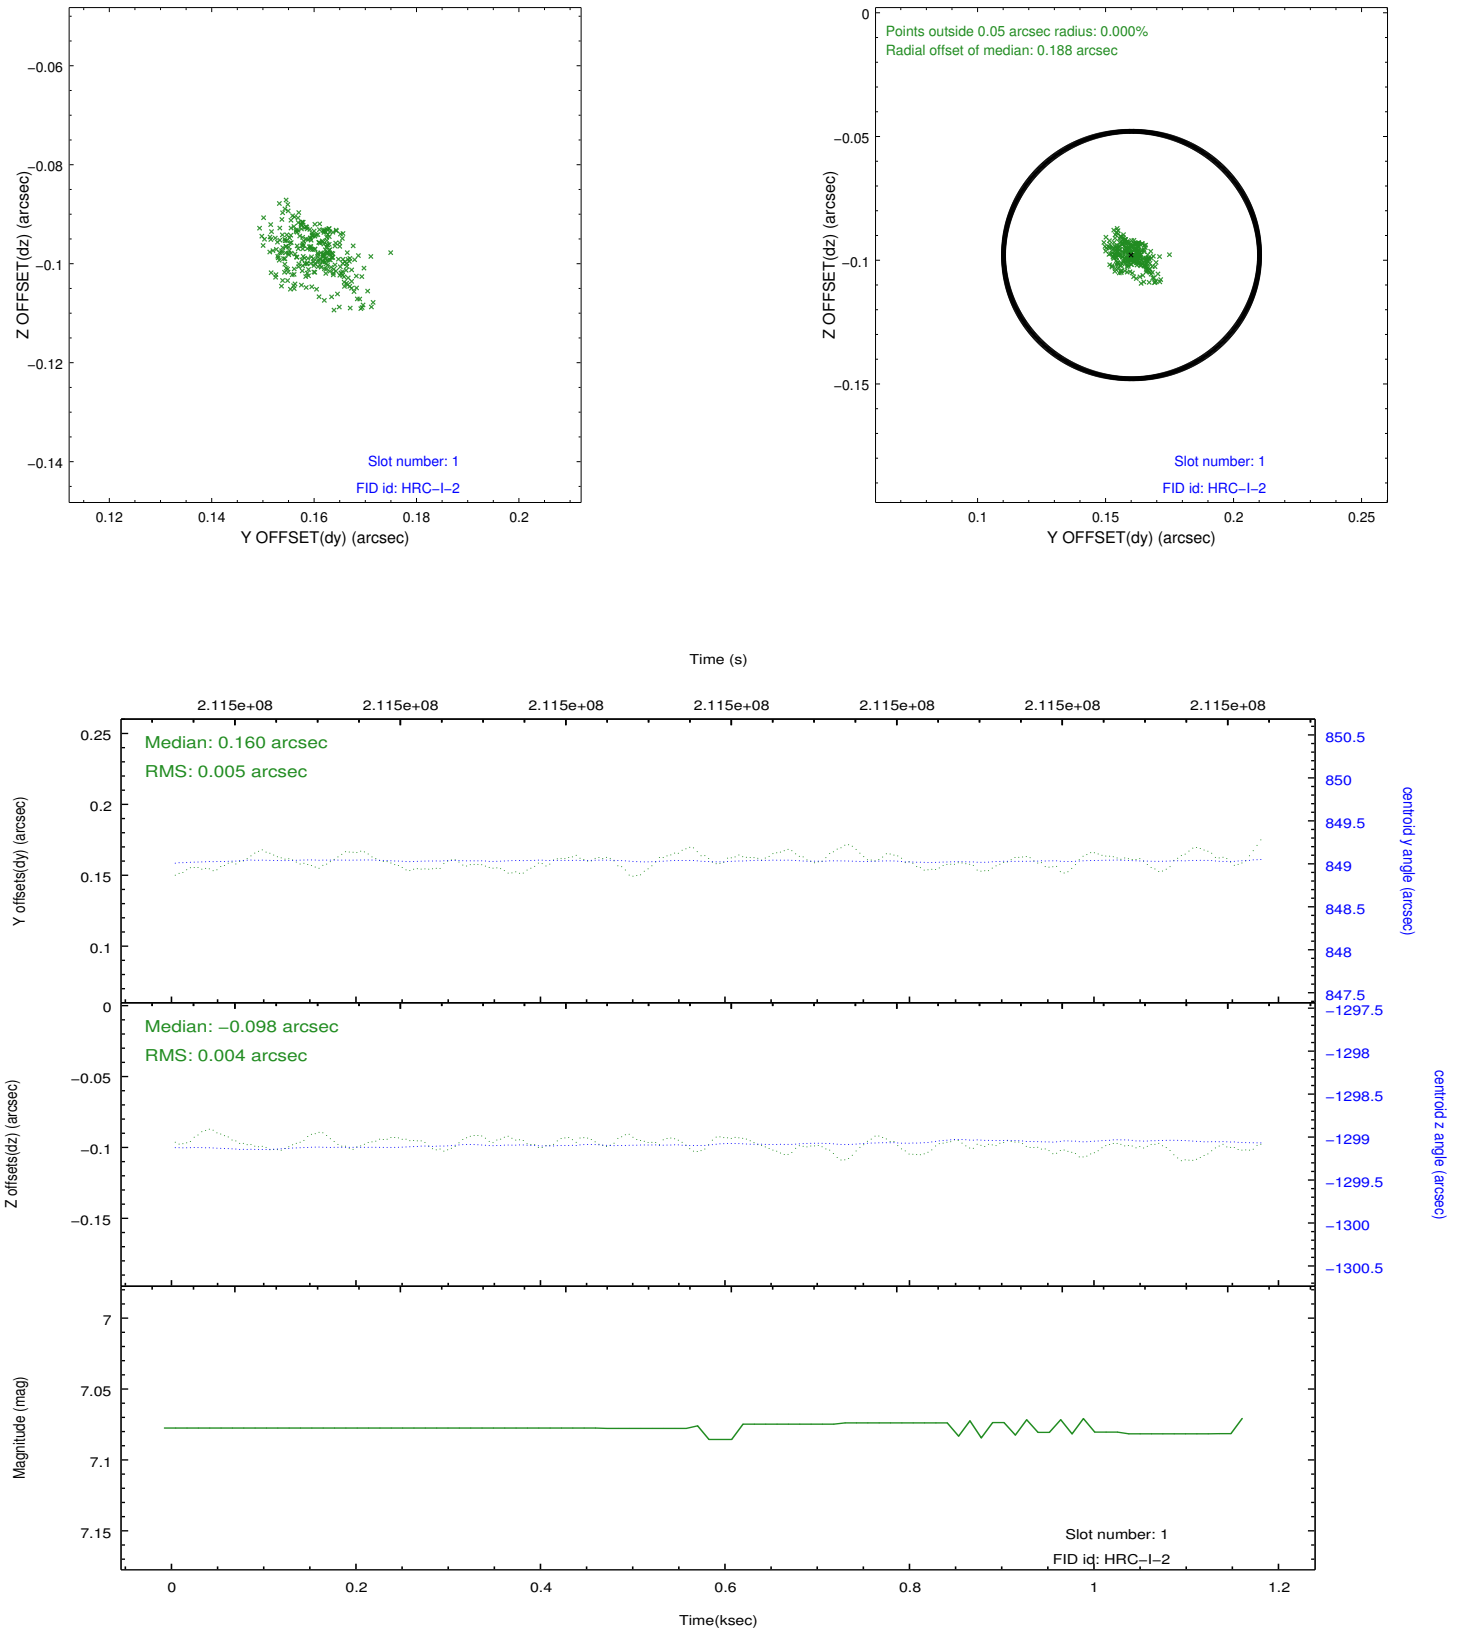 −0.06
−0.08
−0.1
−0.12
−0.14
Z OFFSET(dz) (arcsec)
Slot number: 1
FID id: HRC−I−2
0.12 0.14 0.16 0.18 0.2
Y OFFSET(dy) (arcsec)
Points outside 0.05 arcsec radius: 0.000%
Radial offset of median: 0.188 arcsec
0
−0.05
−0.1
−0.15
Z OFFSET(dz) (arcsec)
Slot number: 1
FID id: HRC−I−2
0.1 0.15 0.2 0.25
Y OFFSET(dy) (arcsec)
Time (s)
2.115e+08 2.115e+08 2.115e+08 2.115e+08 2.115e+08 2.115e+08 2.115e+08
Median: 0.160 arcsec
RMS: 0.005 arcsec
0.25
0.2
0.15
0.1
Y offsets(dy) (arcsec)
850.5
850
849.5
849
848.5
848
847.5
centroid y angle (arcsec)
Median: −0.098 arcsec
RMS: 0.004 arcsec
0
−0.05
−0.1
−0.15
Z offsets(dz) (arcsec)
−1297.5
−1298
−1298.5
−1299
−1299.5
−1300
−1300.5
centroid z angle (arcsec)
7
7.05
7.1
7.15
Magnitude (mag)
Slot number: 1
FID id: HRC−I−2
0 0.2 0.4 0.6 0.8 1 1.2
Time(ksec)